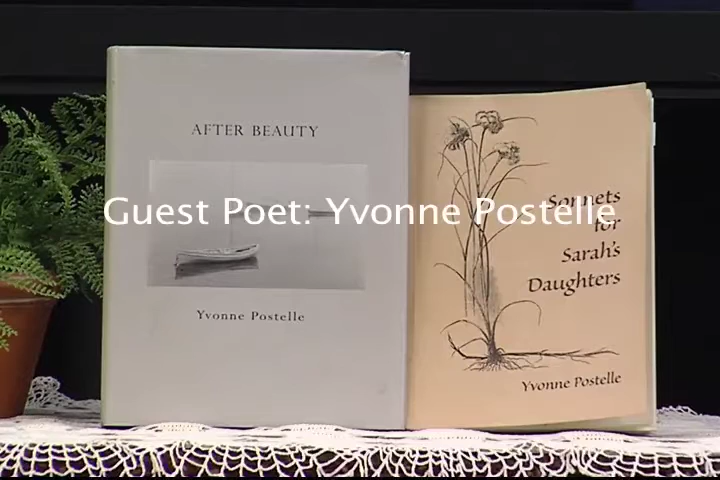 AFTER BEAUTY
Guest Poet: Yvonne Postelle
Yvonne Postelle
Sonnets
for
Sarah's
Daughters
Yvonne Postelle